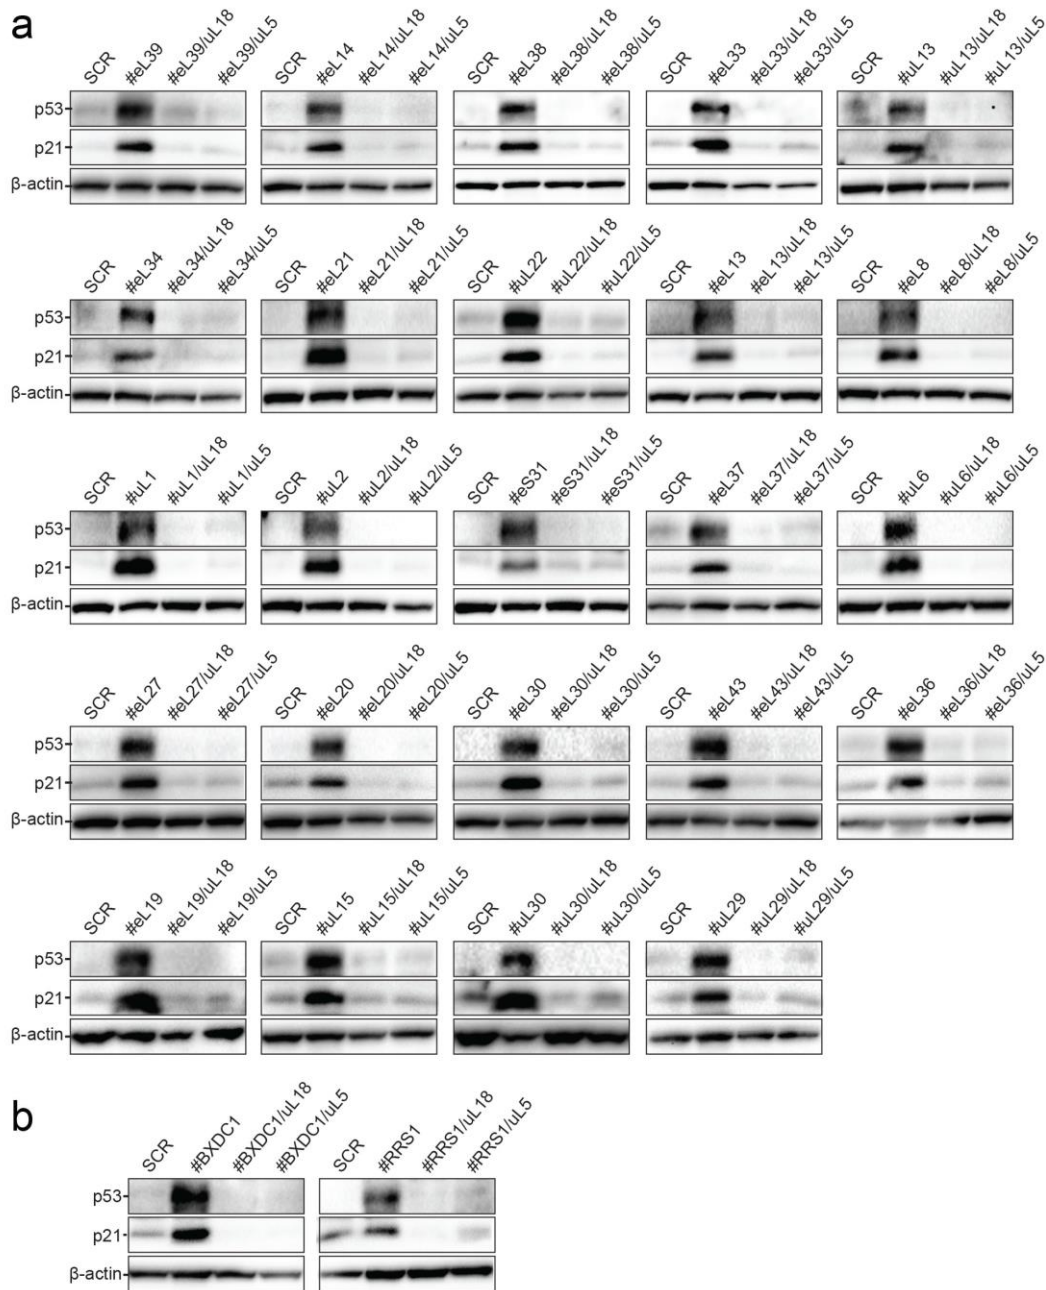 a
SCR #eL39 #eL39/uL18 #eL39/uL5 SCR #eL14 #eL14/uL18 #eL14/uL5 SCR #eL38 #eL38/uL18 #eL38/uL5 SCR #eL33 #eL33/uL18 #eL33/uL5 SCR #uL13 #uL13/uL18 #uL13/uL5
p53
p21
β-actin
SCR #eL34 #eL34/uL18 #eL34/uL5 SCR #eL21 #eL21/uL18 #eL21/uL5 SCR #uL22 #uL22/uL18 #uL22/uL5 SCR #eL13 #eL13/uL18 #eL13/uL5 SCR #eL8 #eL8/uL18 #eL8/uL5
p53
p21
β-actin
SCR #uL1 #uL1/uL18 #uL1/uL5 SCR #uL2 #uL2/uL18 #uL2/uL5 SCR #eS31 #eS31/uL18 #eS31/uL5 SCR #eL37 #eL37/uL18 #eL37/uL5 SCR #uL6 #uL6/uL18 #uL6/uL5
p53
p21
β-actin
SCR #eL27 #eL27/uL18 #eL27/uL5 SCR #eL20 #eL20/uL18 #eL20/uL5 SCR #eL30 #eL30/uL18 #eL30/uL5 SCR #eL43 #eL43/uL18 #eL43/uL5 SCR #eL36 #eL36/uL18 #eL36/uL5
p53
p21
β-actin
SCR #eL19 #eL19/uL18 #eL19/uL5 SCR #uL15 #uL15/uL18 #uL15/uL5 SCR #uL30 #uL30/uL18 #uL30/uL5 SCR #uL29 #uL29/uL18 #uL29/uL5
p53
p21
β-actin
b
SCR #BXDC1 #BXDC1/uL18 #BXDC1/uL5 SCR #RRS1 #RRS1/uL18 #RRS1/uL5
p53
p21
β-actin